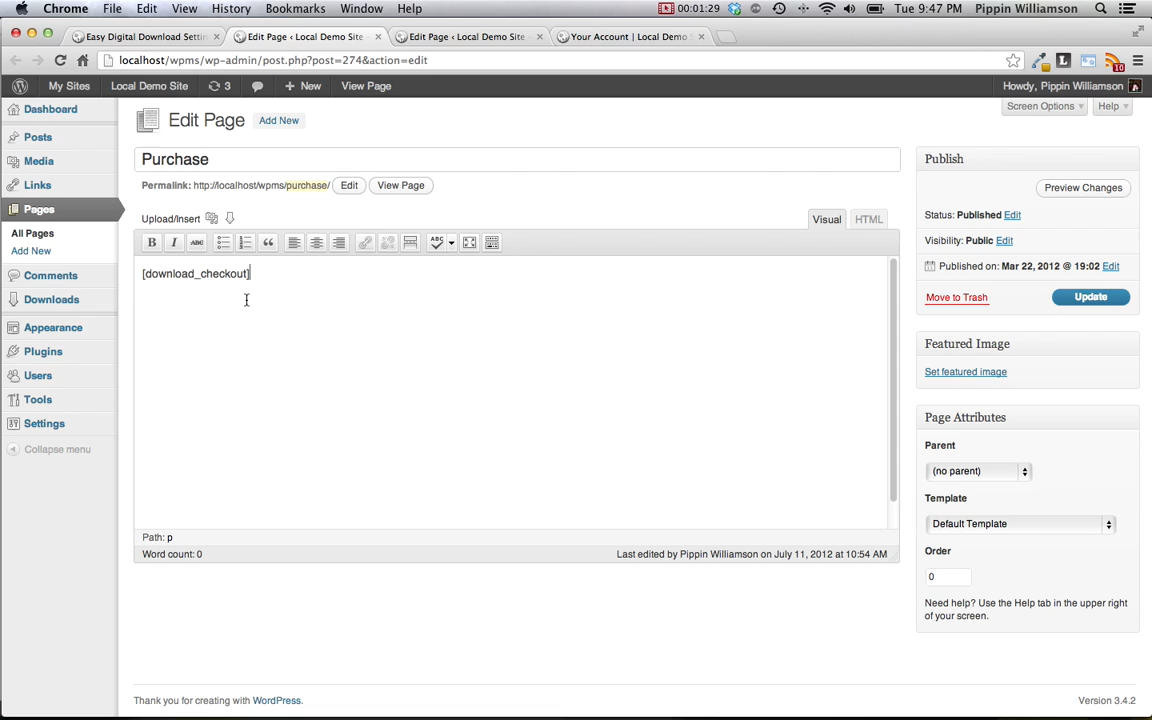 Chrome File Edit View History Bookmarks Window Help 00:01:29 Tue 9:47 PM Pippin Williamson
Easy Digital Download Settin Edit Page ‹ Local Demo Site — Edit Page ‹ Local Demo Site — Your Account | Local Demo S
localhost/wpms/wp-admin/post.php?post=274&action=edit 10
My Sites Local Demo Site 3 + New View Page Howdy, Pippin Williamson
Screen Options Help
Dashboard
Posts
Media
Links
Pages
All Pages
Add New
Comments
Downloads
Appearance
Plugins
Users
Tools
Settings
Collapse menu
Edit Page Add New
Purchase
Permalink: http://localhost/wpms/purchase/ Edit View Page
Upload/Insert Visual HTML
B I ABC ABC
[download_checkout]
Path: p
Word count: 0 Last edited by Pippin Williamson on July 11, 2012 at 10:54 AM
Publish
Preview Changes
Status: Published Edit
Visibility: Public Edit
Published on: Mar 22, 2012 @ 19:02 Edit
Move to Trash Update
Featured Image
Set featured image
Page Attributes
Parent
(no parent)
Template
Default Template
Order
0
Need help? Use the Help tab in the upper right
of your screen.
Thank you for creating with WordPress. Version 3.4.2